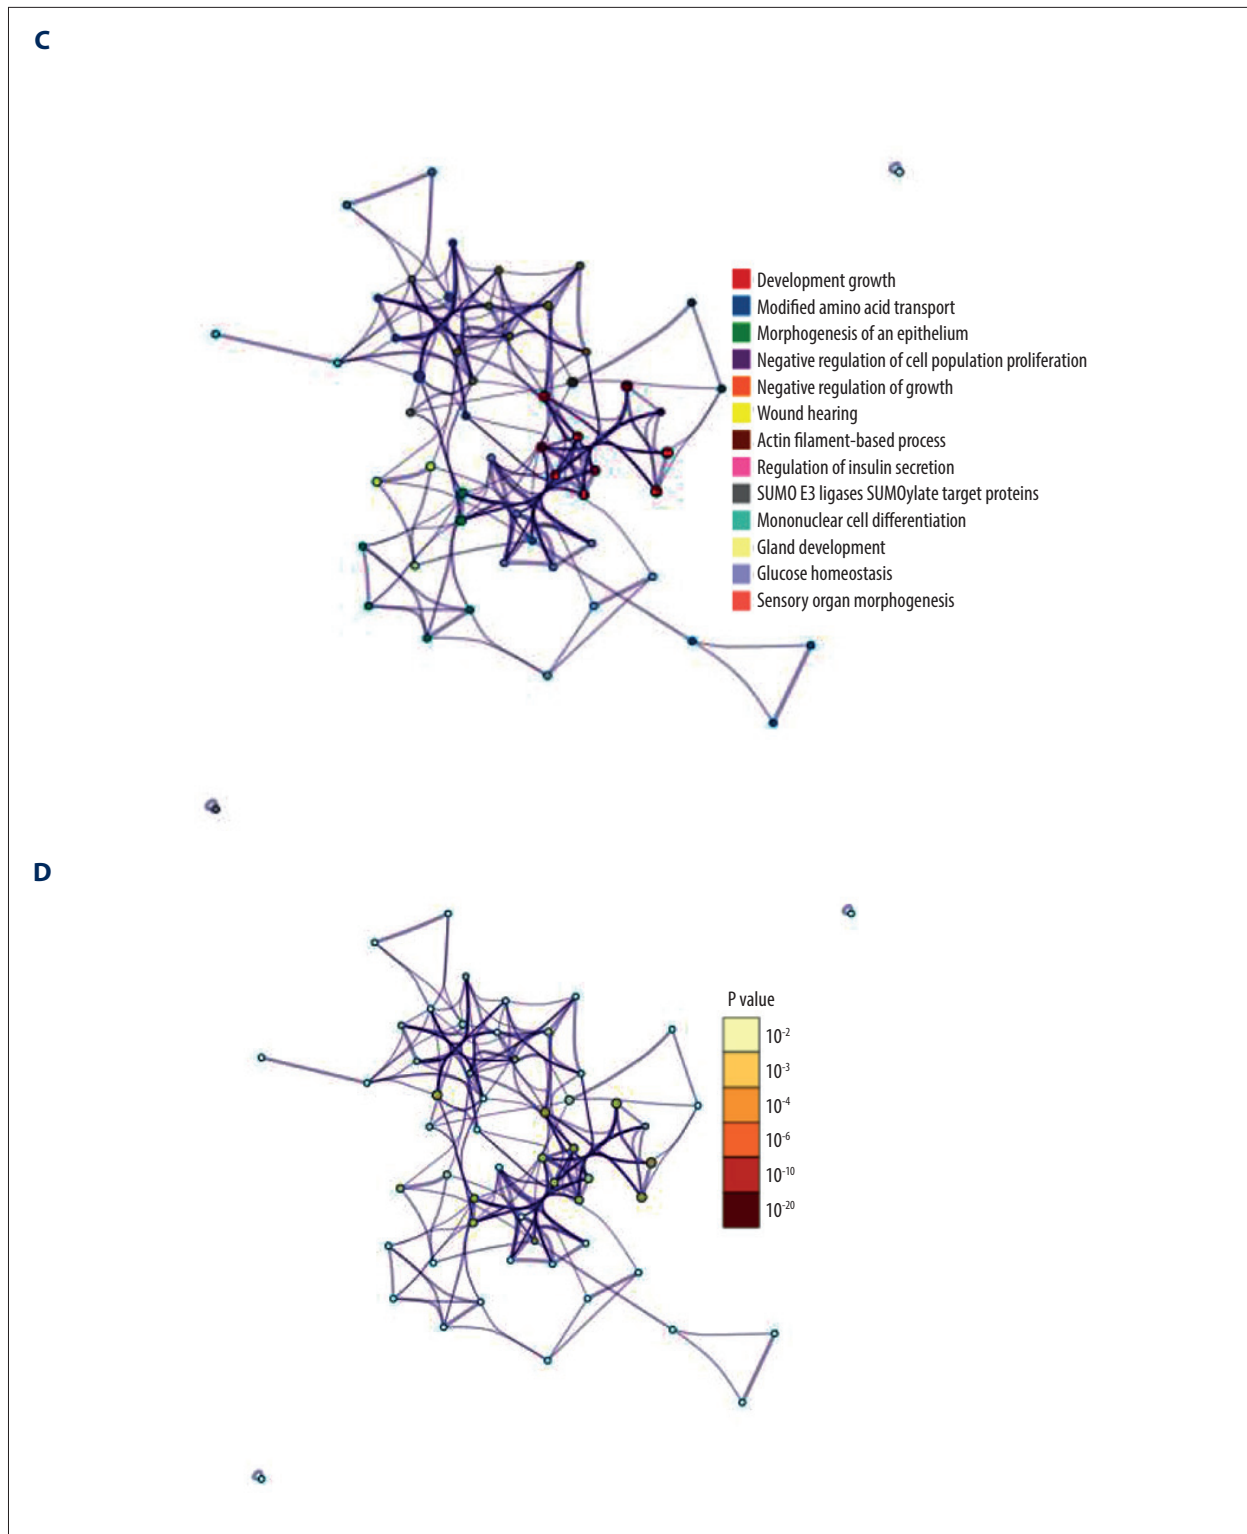 C
Development growth
Modified amino acid transport
Morphogenesis of an epithelium
Negative regulation of cell population proliferation
Negative regulation of growth
Wound hearing
Actin filament-based process
Regulation of insulin secretion
SUMO E3 ligases SUMOylate target proteins
Mononuclear cell differentiation
Gland development
Glucose homeostasis
Sensory organ morphogenesis
D
P value
10-2
10-3
10-4
10-6
10-10
10-20